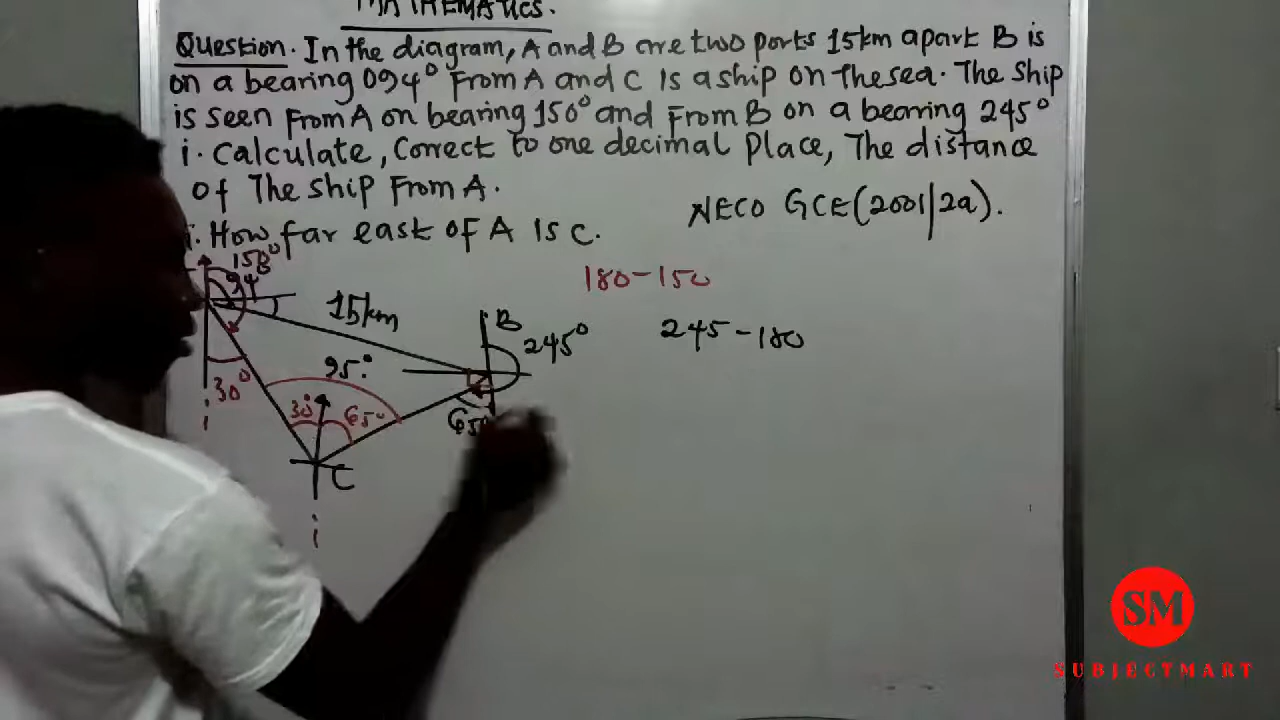 MATHEMATICS.
Question. In the diagram, A and B are two ports 15km apart B is
on a bearing 094° From A and C Is a ship on the sea. The ship
is seen From A on bearing 150° and From B on a bearing 245°
i. Calculate, Correct to one decimal Place, The distance
of The ship From A.
NECO GCE(2001/2a).
i. How far east of A Is C.
150°
94°
180-150
15km
B
245°
245-180
95°
30°
30°
65°
65
C
SM
SUBJECTMART